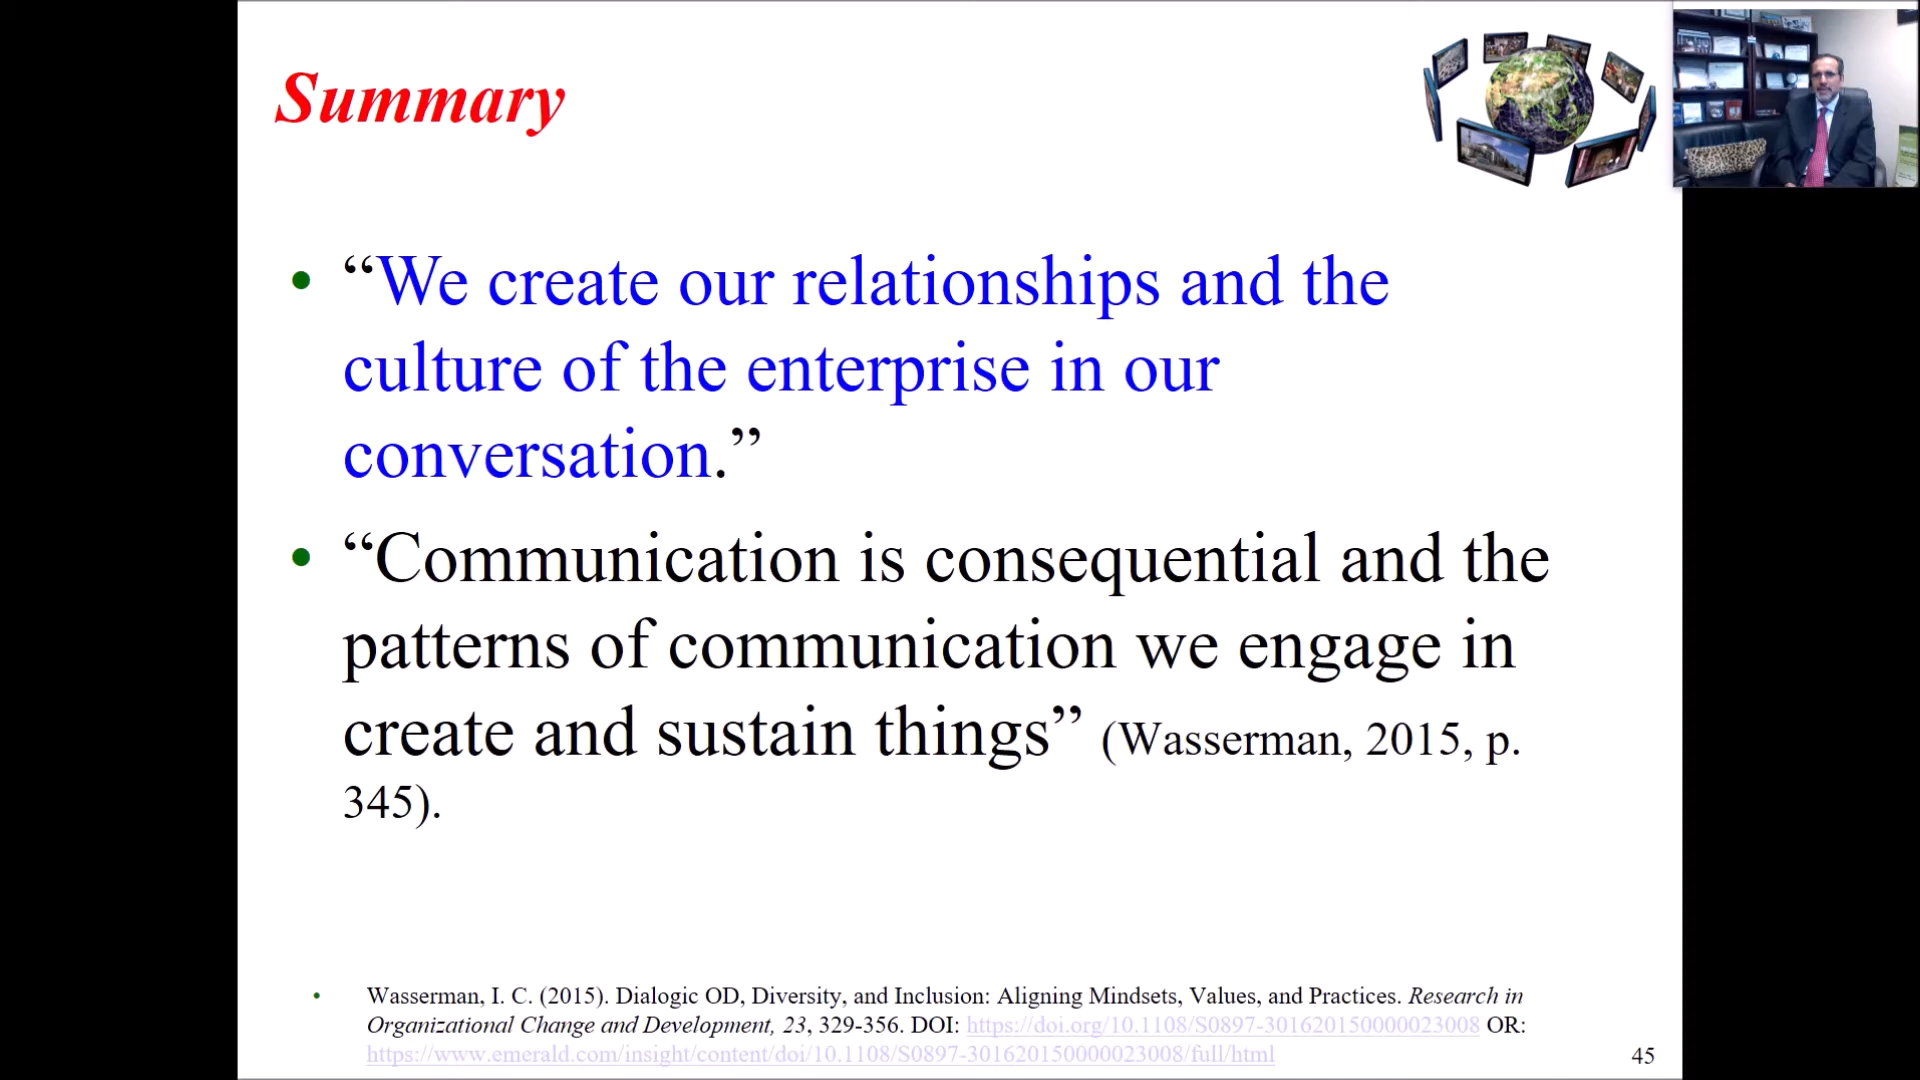 Summary
• “We create our relationships and the
culture of the enterprise in our
conversation.”
• “Communication is consequential and the
patterns of communication we engage in
create and sustain things” (Wasserman, 2015, p.
345).
• Wasserman, I. C. (2015). Dialogic OD, Diversity, and Inclusion: Aligning Mindsets, Values, and Practices. Research in
Organizational Change and Development, 23, 329-356. DOI: https://doi.org/10.1108/S0897-301620150000023008 OR:
https://www.emerald.com/insight/content/doi/10.1108/S0897-301620150000023008/full/html
45